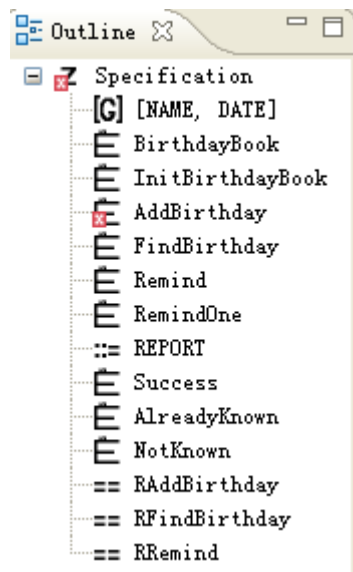 Outline
Z Specification
[G] [NAME, DATE]
BirthdayBook
InitBirthdayBook
AddBirthday
FindBirthday
Remind
RemindOne
::= REPORT
Success
AlreadyKnown
NotKnown
== RAddBirthday
== RFindBirthday
== RRemind